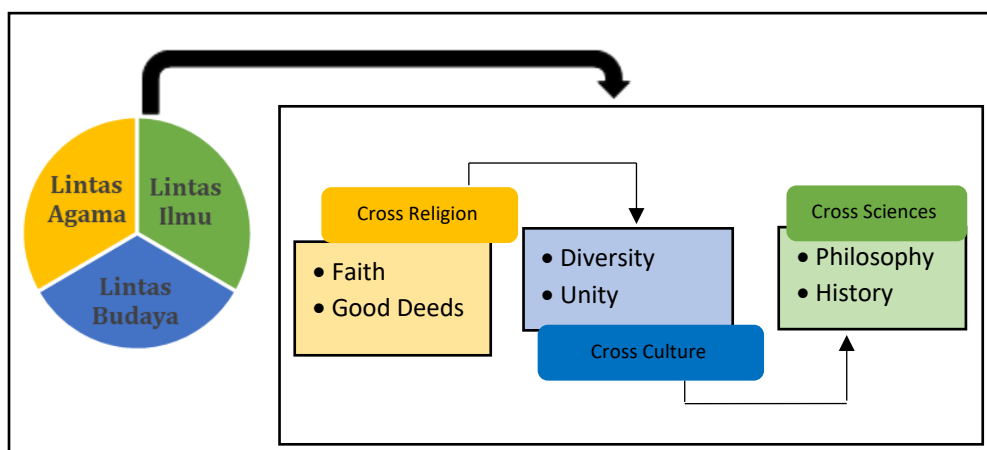 Lintas
Agama
Lintas
Ilmu
Lintas
Budaya
Cross Religion
• Faith
• Good Deeds
• Diversity
• Unity
Cross Culture
Cross Sciences
• Philosophy
• History